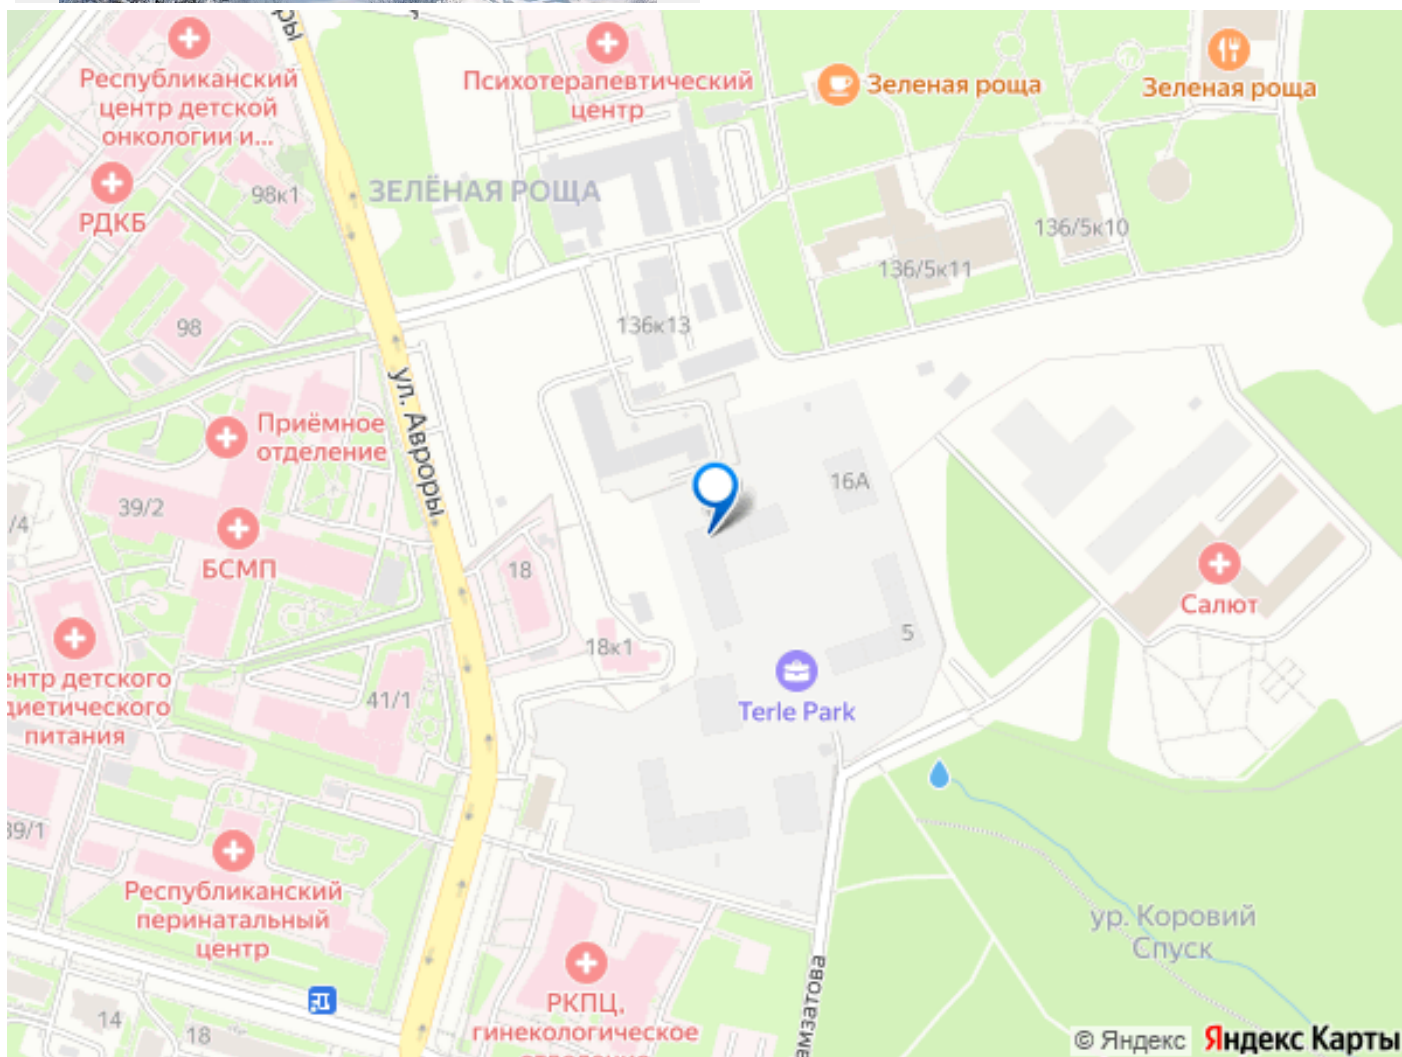 Республиканский
центр детской
онкологии и...
Психотерапевтический
центр
Зеленая роща
Зеленая роща
РДКБ
98к1
ЗЕЛЁНАЯ РОЩА
136/5к10
136/5к11
98
136к13
ул. Авроры
Приёмное
отделение
16А
39/2
/4
БСМП
18
Салют
18к1
5
ентр детского
диетического
питания
41/1
Terle Park
39/1
Республиканский
перинатальный
центр
ур. Коровий
Спуск
амзатова
РКПЦ,
гинекологическое
14
18
© Яндекс Яндекс Карты